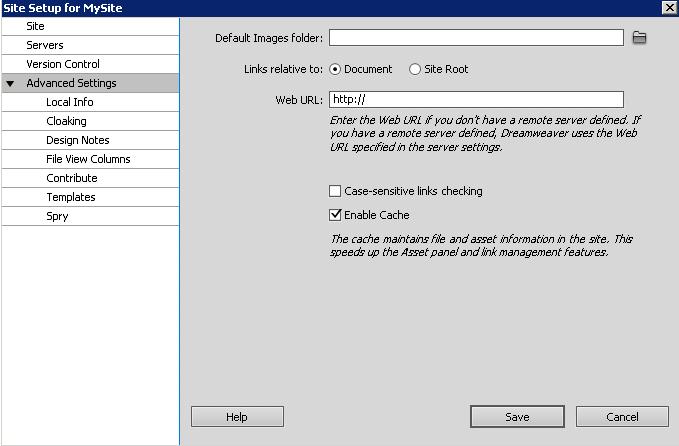 Site Setup for MySite
Site
Servers
Version Control
Advanced Settings
Local Info
Cloaking
Design Notes
File View Columns
Contribute
Templates
Spry
Default Images folder:
Links relative to: Document Site Root
Web URL: http://
Enter the Web URL if you don't have a remote server defined. If
you have a remote server defined, Dreamweaver uses the Web
URL specified in the server settings.
Case-sensitive links checking
Enable Cache
The cache maintains file and asset information in the site. This
speeds up the Asset panel and link management features.
Help Save Cancel